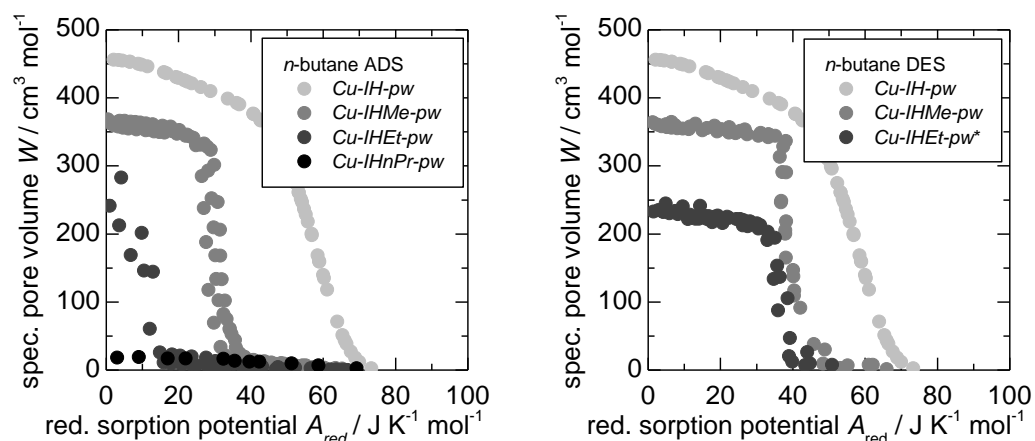 500
400
300
200
100
0
spec. pore volume W / cm³ mol⁻¹
n-butane ADS
Cu-IH-pw
Cu-IHMe-pw
Cu-IHEt-pw
Cu-IHnPr-pw
0 20 40 60 80 100
red. sorption potential A_red / J K⁻¹ mol⁻¹
500
400
300
200
100
0
spec. pore volume W / cm³ mol⁻¹
n-butane DES
Cu-IH-pw
Cu-IHMe-pw
Cu-IHEt-pw*
0 20 40 60 80 100
red. sorption potential A_red / J K⁻¹ mol⁻¹